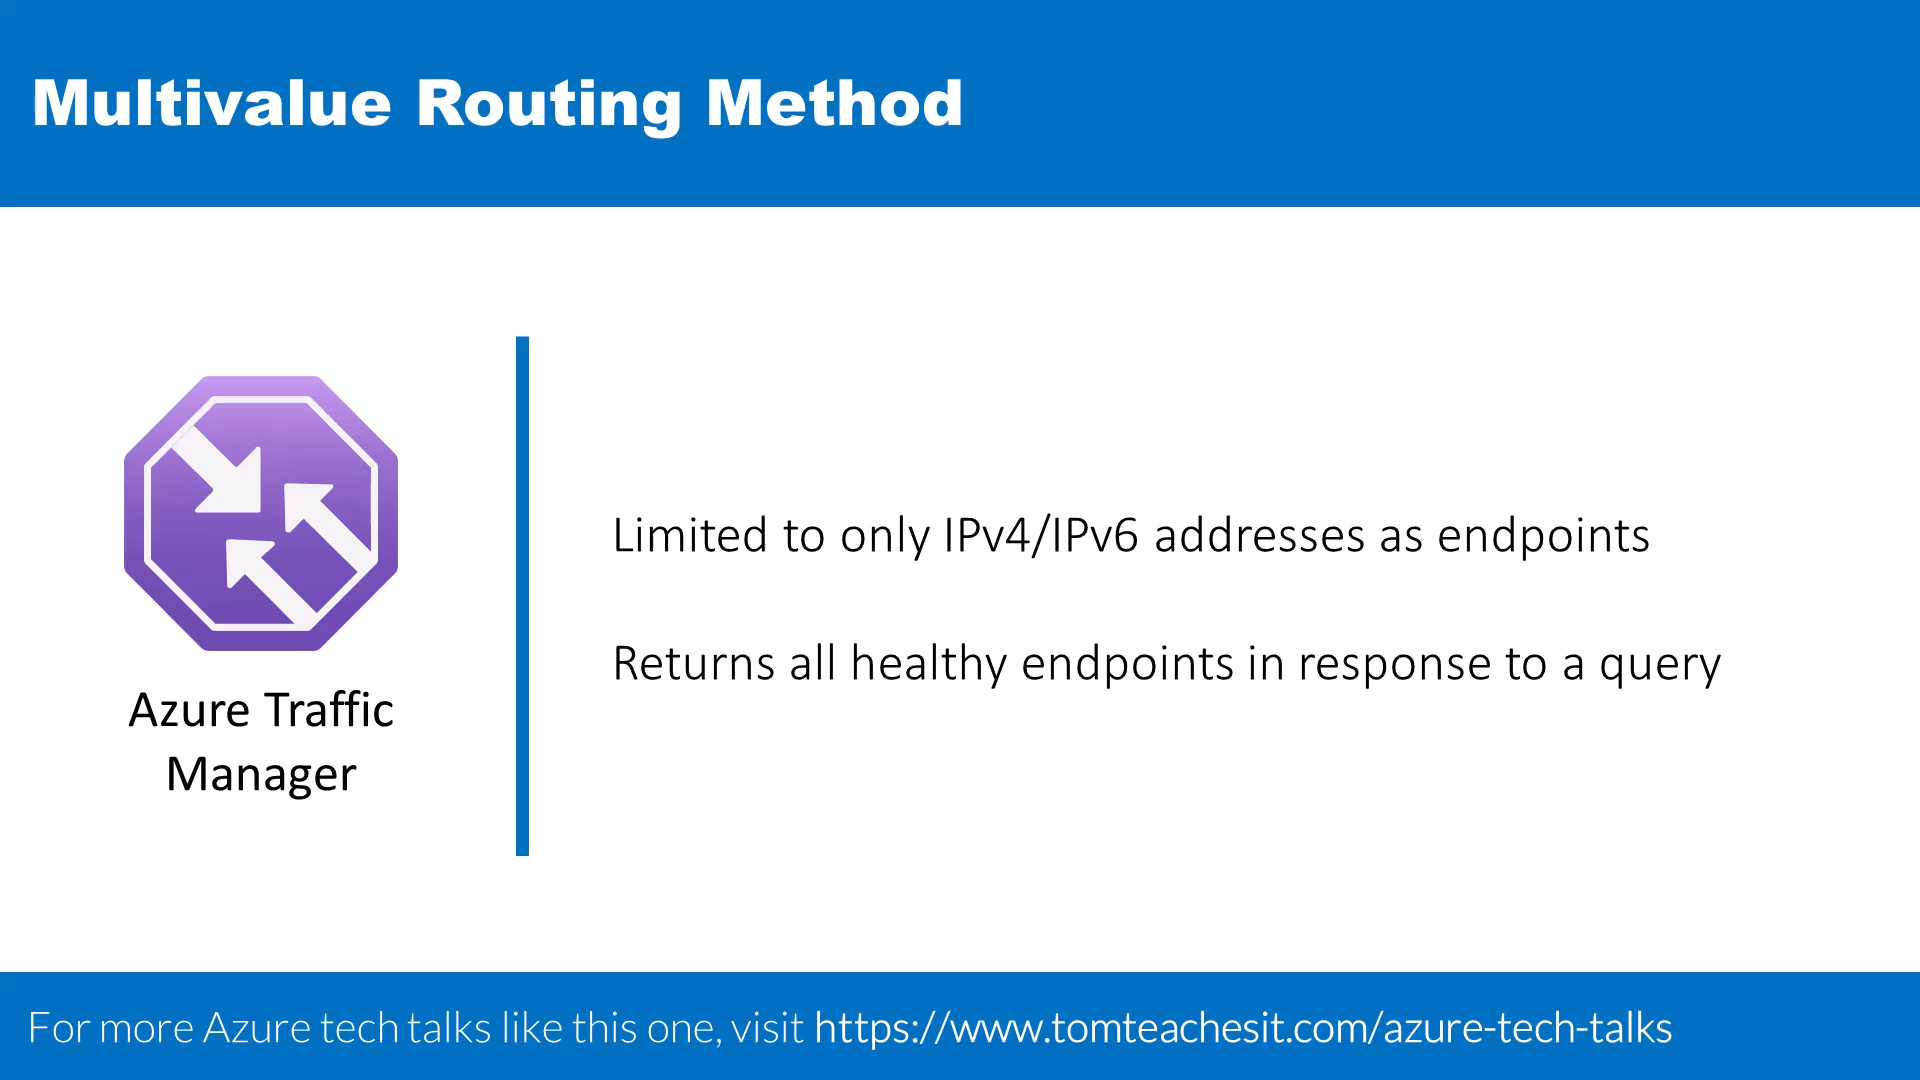 Multivalue Routing Method
Azure Traffic
Manager
Limited to only IPv4/IPv6 addresses as endpoints
Returns all healthy endpoints in response to a query
For more Azure tech talks like this one, visit https://www.tomteachesit.com/azure-tech-talks